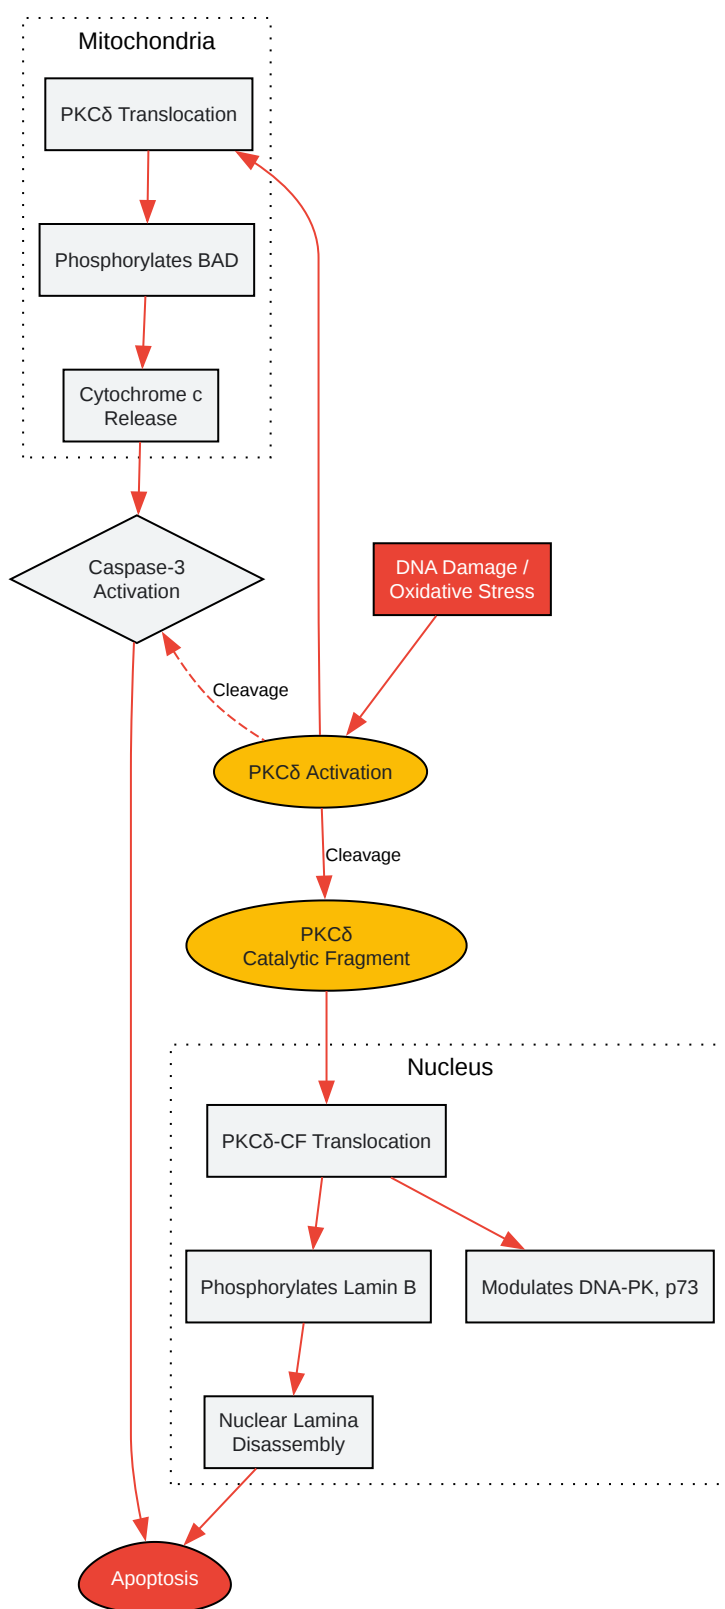 Mitochondria
PKCδ Translocation
Phosphorylates BAD
Cytochrome c
Release
Caspase-3
Activation
DNA Damage /
Oxidative Stress
Cleavage
PKCδ Activation
Cleavage
PKCδ
Catalytic Fragment
Nucleus
PKCδ-CF Translocation
Phosphorylates Lamin B
Modulates DNA-PK, p73
Nuclear Lamina
Disassembly
Apoptosis